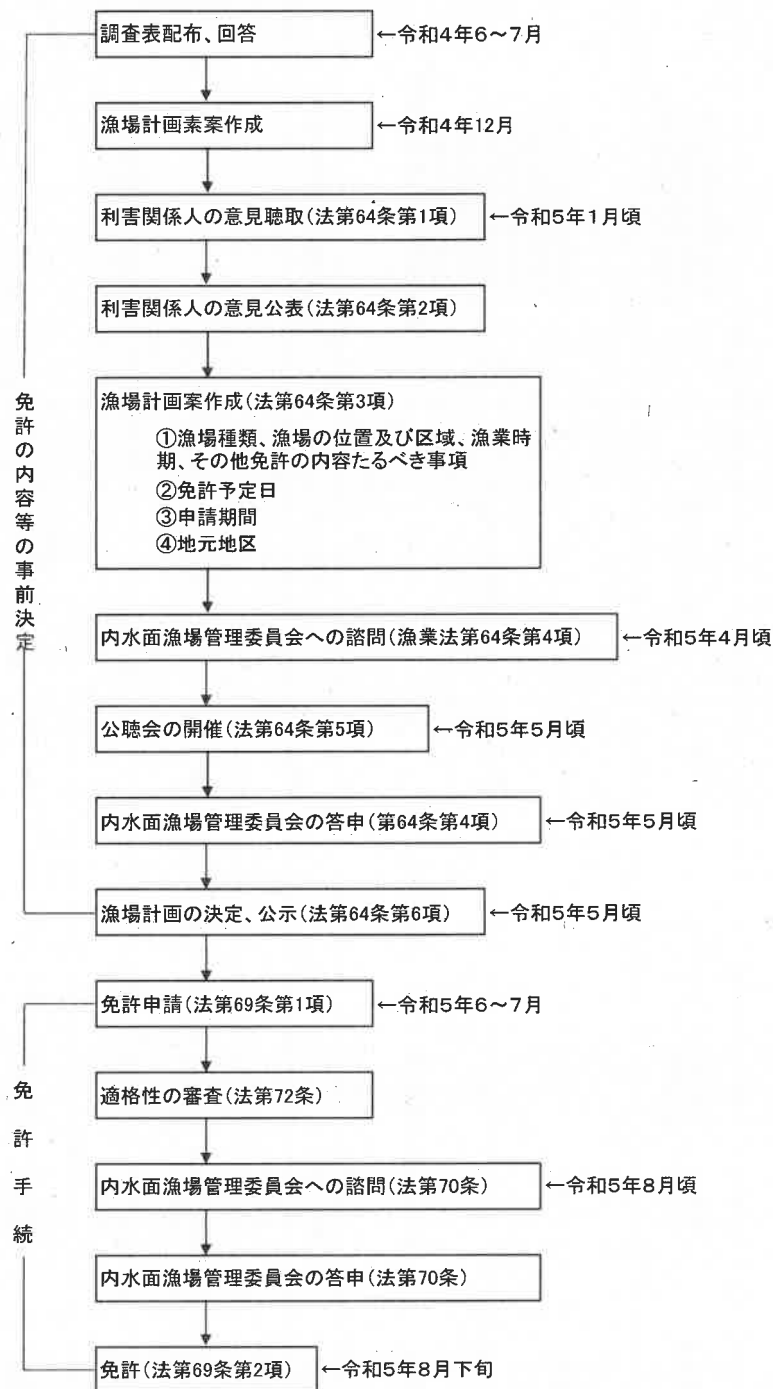 調査表配布、回答 ←令和4年6～7月
漁場計画素案作成 ←令和4年12月
利害関係人の意見聴取(法第64条第1項) ←令和5年1月頃
利害関係人の意見公表(法第64条第2項)
漁場計画案作成(法第64条第3項)
①漁場種類、漁場の位置及び区域、漁業時
期、その他免許の内容たるべき事項
②免許予定日
③申請期間
④地元地区
内水面漁場管理委員会への諮問(漁業法第64条第4項) ←令和5年4月頃
公聴会の開催(法第64条第5項) ←令和5年5月頃
内水面漁場管理委員会の答申(第64条第4項) ←令和5年5月頃
漁場計画の決定、公示(法第64条第6項) ←令和5年5月頃
免許の内容等の事前決定
免許申請(法第69条第1項) ←令和5年6～7月
適格性の審査(法第72条)
内水面漁場管理委員会への諮問(法第70条) ←令和5年8月頃
内水面漁場管理委員会の答申(法第70条)
免許(法第69条第2項) ←令和5年8月下旬
免許手続